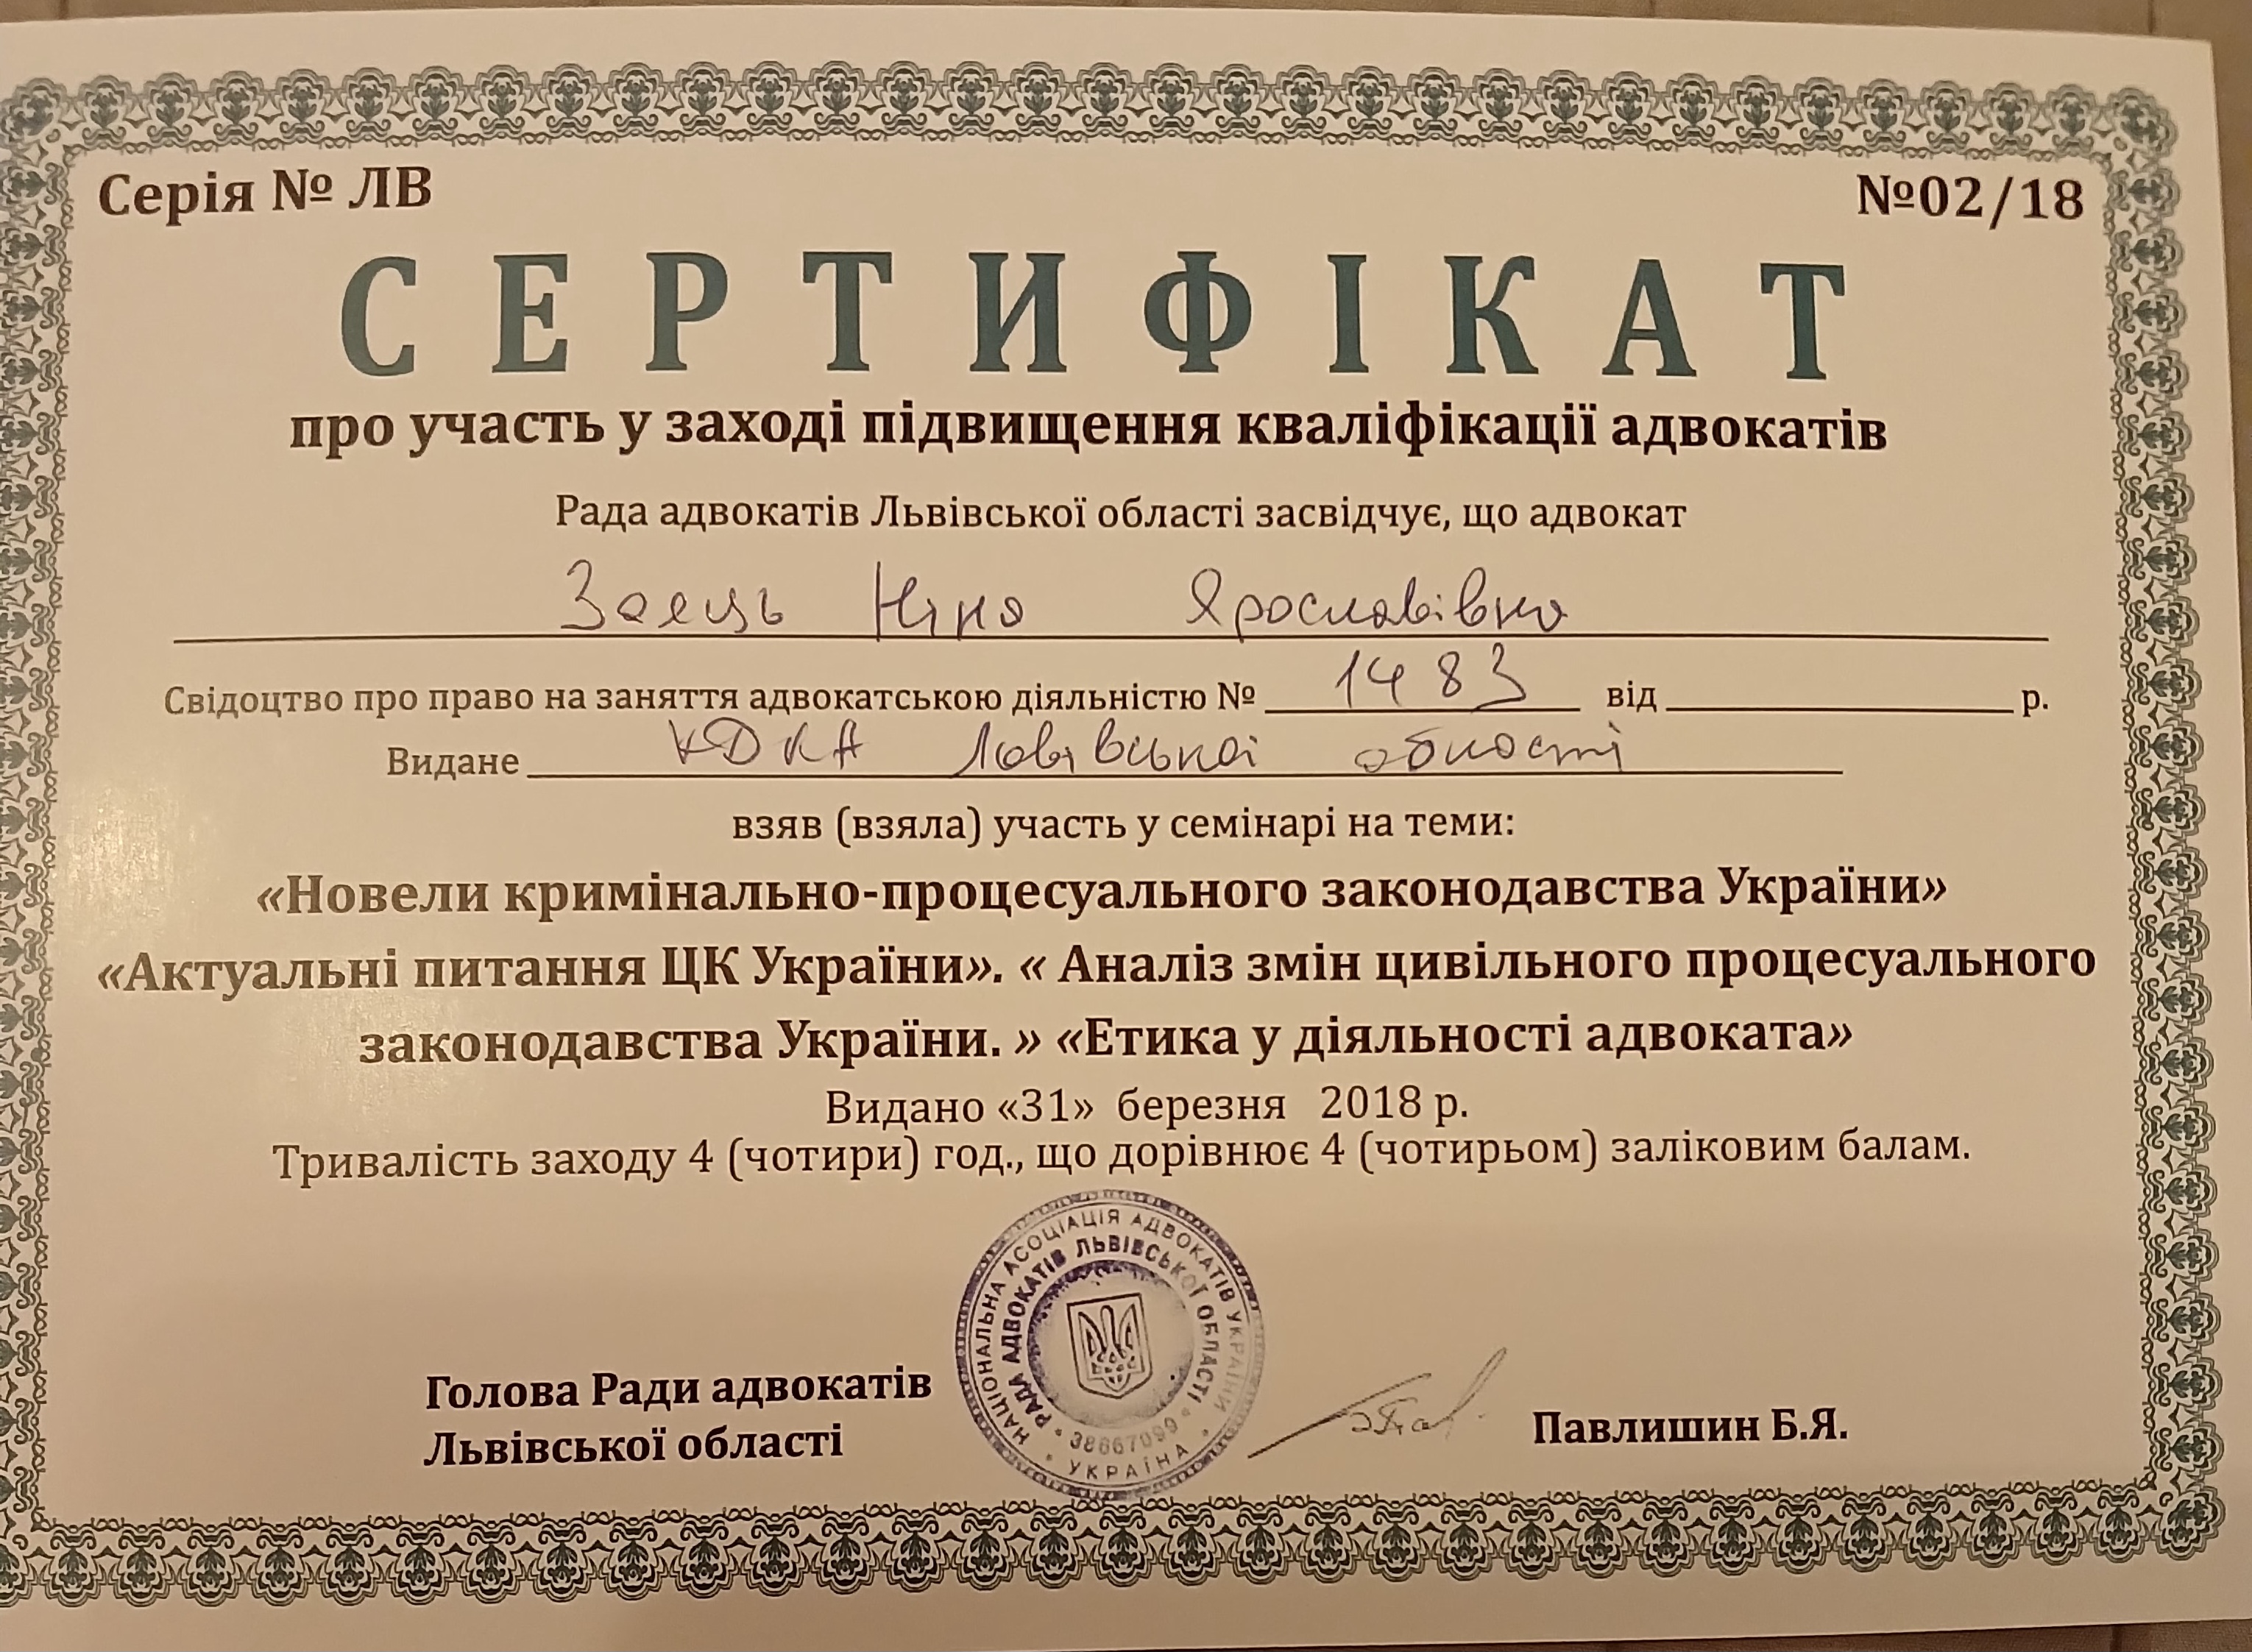 Серія № ЛВ
№02/18
СЕРТИФІКАТ
про участь у заході підвищення кваліфікації адвокатів
Рада адвокатів Львівської області засвідчує, що адвокат
Заяць Ніна Ярославівна
Свідоцтво про право на заняття адвокатською діяльністю № 1483 від р.
Видане КДКА Львівської області
взяв (взяла) участь у семінарі на теми:
«Новели кримінально-процесуального законодавства України»
«Актуальні питання ЦК України». « Аналіз змін цивільного процесуального
законодавства України. » «Етика у діяльності адвоката»
Видано «31» березня 2018 р.
Тривалість заходу 4 (чотири) год., що дорівнює 4 (чотирьом) заліковим балам.
НАЦІОНАЛЬНА АСОЦІАЦІЯ АДВОКАТІВ УКРАЇНИ
РАДА АДВОКАТІВ ЛЬВІВСЬКОЇ ОБЛАСТІ
38667099
УКРАЇНА
Голова Ради адвокатів
Львівської області
Павлишин Б.Я.